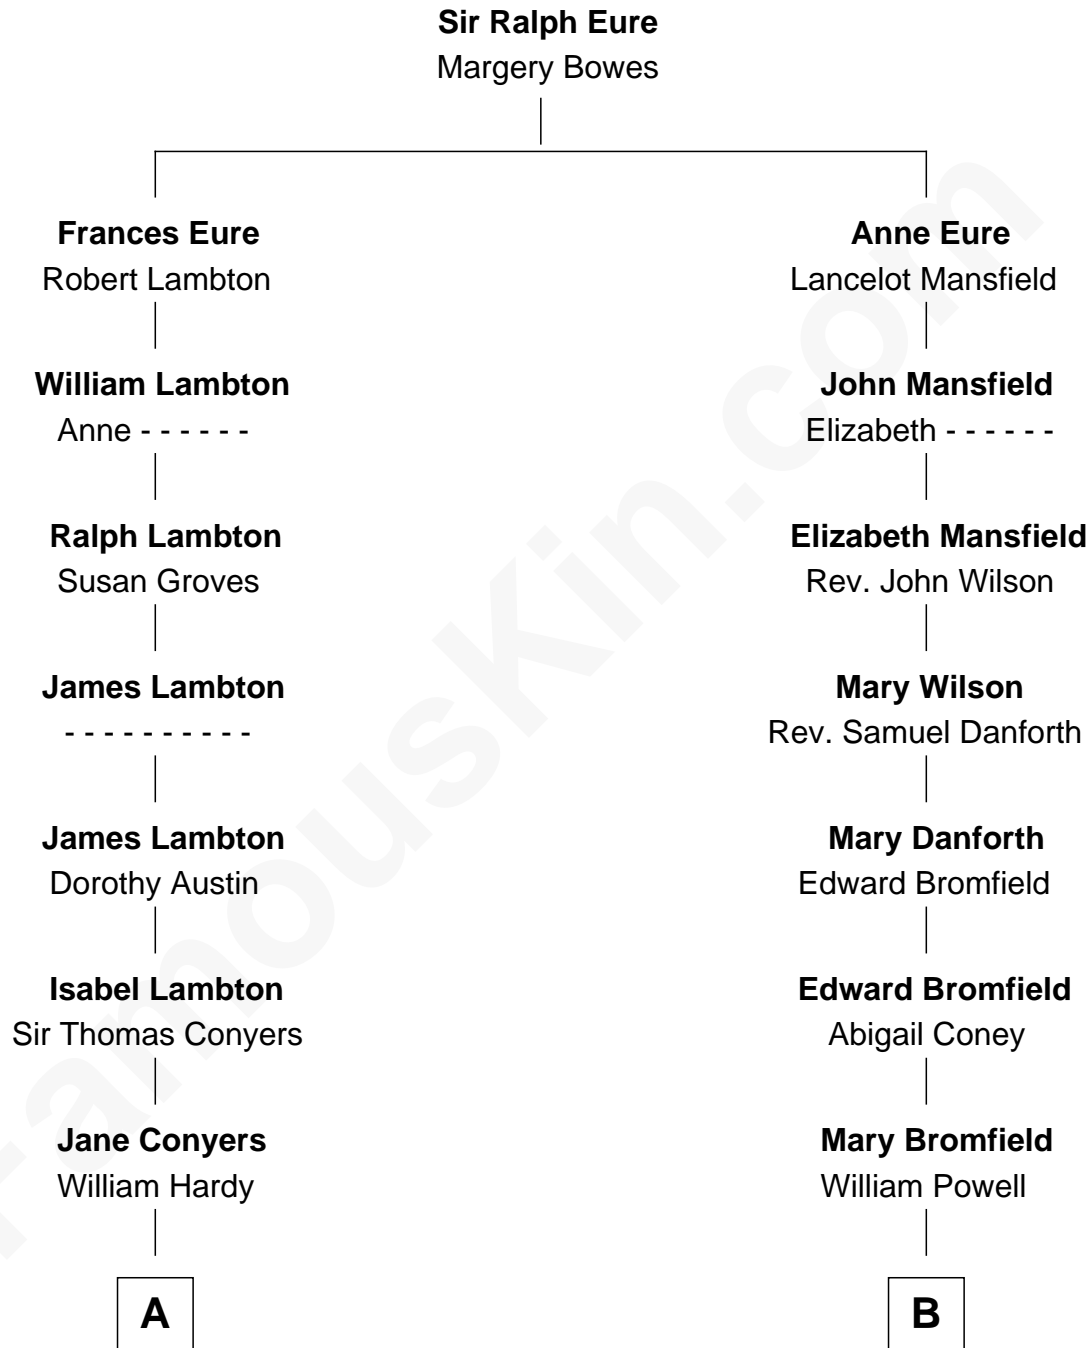 Sir Ralph Eure
Margery Bowes
Frances Eure
Robert Lambton
Anne Eure
Lancelot Mansfield
William Lambton
Anne - - - - - -
John Mansfield
Elizabeth - - - - - -
Ralph Lambton
Susan Groves
Elizabeth Mansfield
Rev. John Wilson
James Lambton
- - - - - - - - - -
Mary Wilson
Rev. Samuel Danforth
James Lambton
Dorothy Austin
Mary Danforth
Edward Bromfield
Isabel Lambton
Sir Thomas Conyers
Edward Bromfield
Abigail Coney
Jane Conyers
William Hardy
Mary Bromfield
William Powell
A
B
FamousKin.com